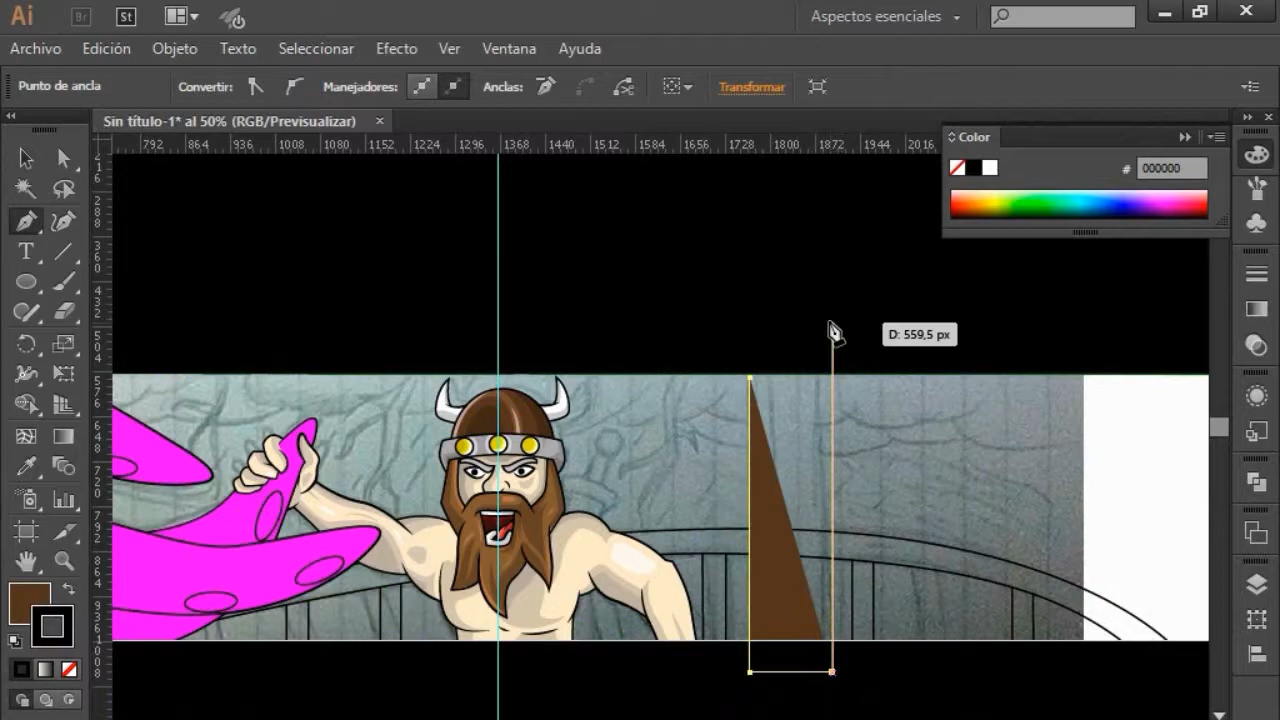 Ai Br St Aspectos esenciales
Archivo Edición Objeto Texto Seleccionar Efecto Ver Ventana Ayuda
Punto de ancla Convertir: Manejadores: Anclas: Transformar
Sin título-1* al 50% (RGB/Previsualizar)
792 864 936 1008 1080 1152 1224 1296 1368 1440 1512 1584 1656 1728 1800 1872 1944 2016
Color
# 000000
D: 559,5 px
T